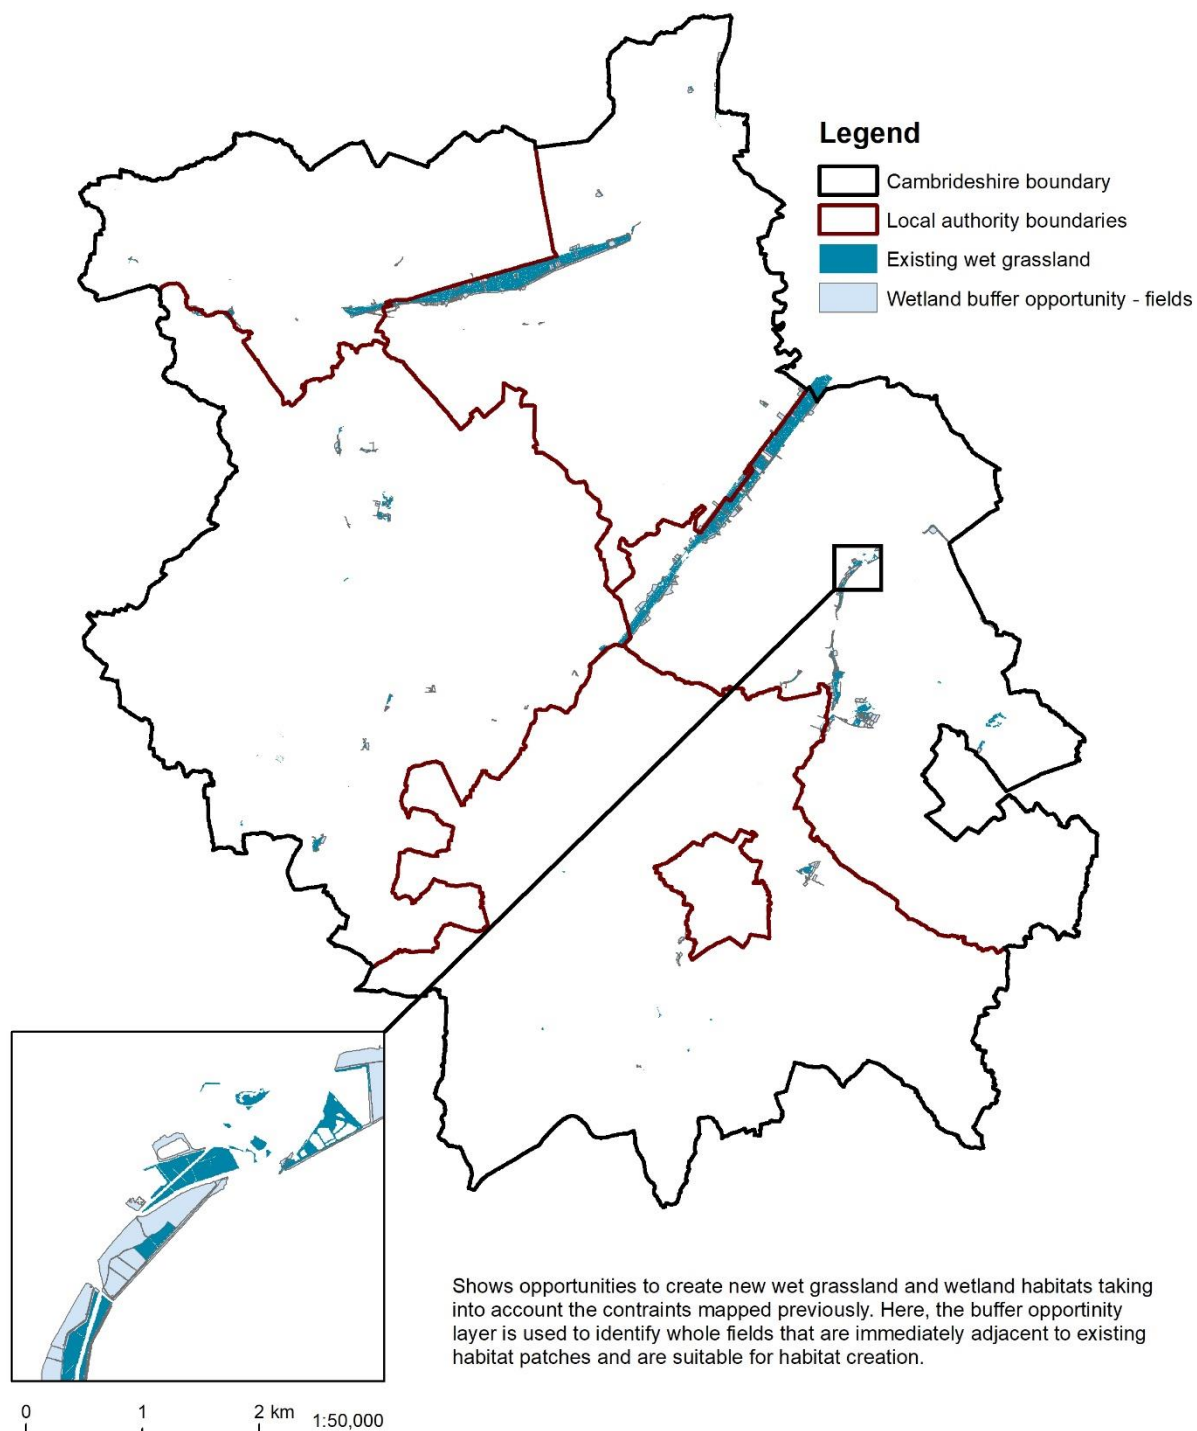 Legend
Cambrideshire boundary
Local authority boundaries
Existing wet grassland
Wetland buffer opportunity - fields
Shows opportunities to create new wet grassland and wetland habitats taking
into account the contraints mapped previously. Here, the buffer opportinity
layer is used to identify whole fields that are immediately adjacent to existing
habitat patches and are suitable for habitat creation.
0 1 2 km 1:50,000